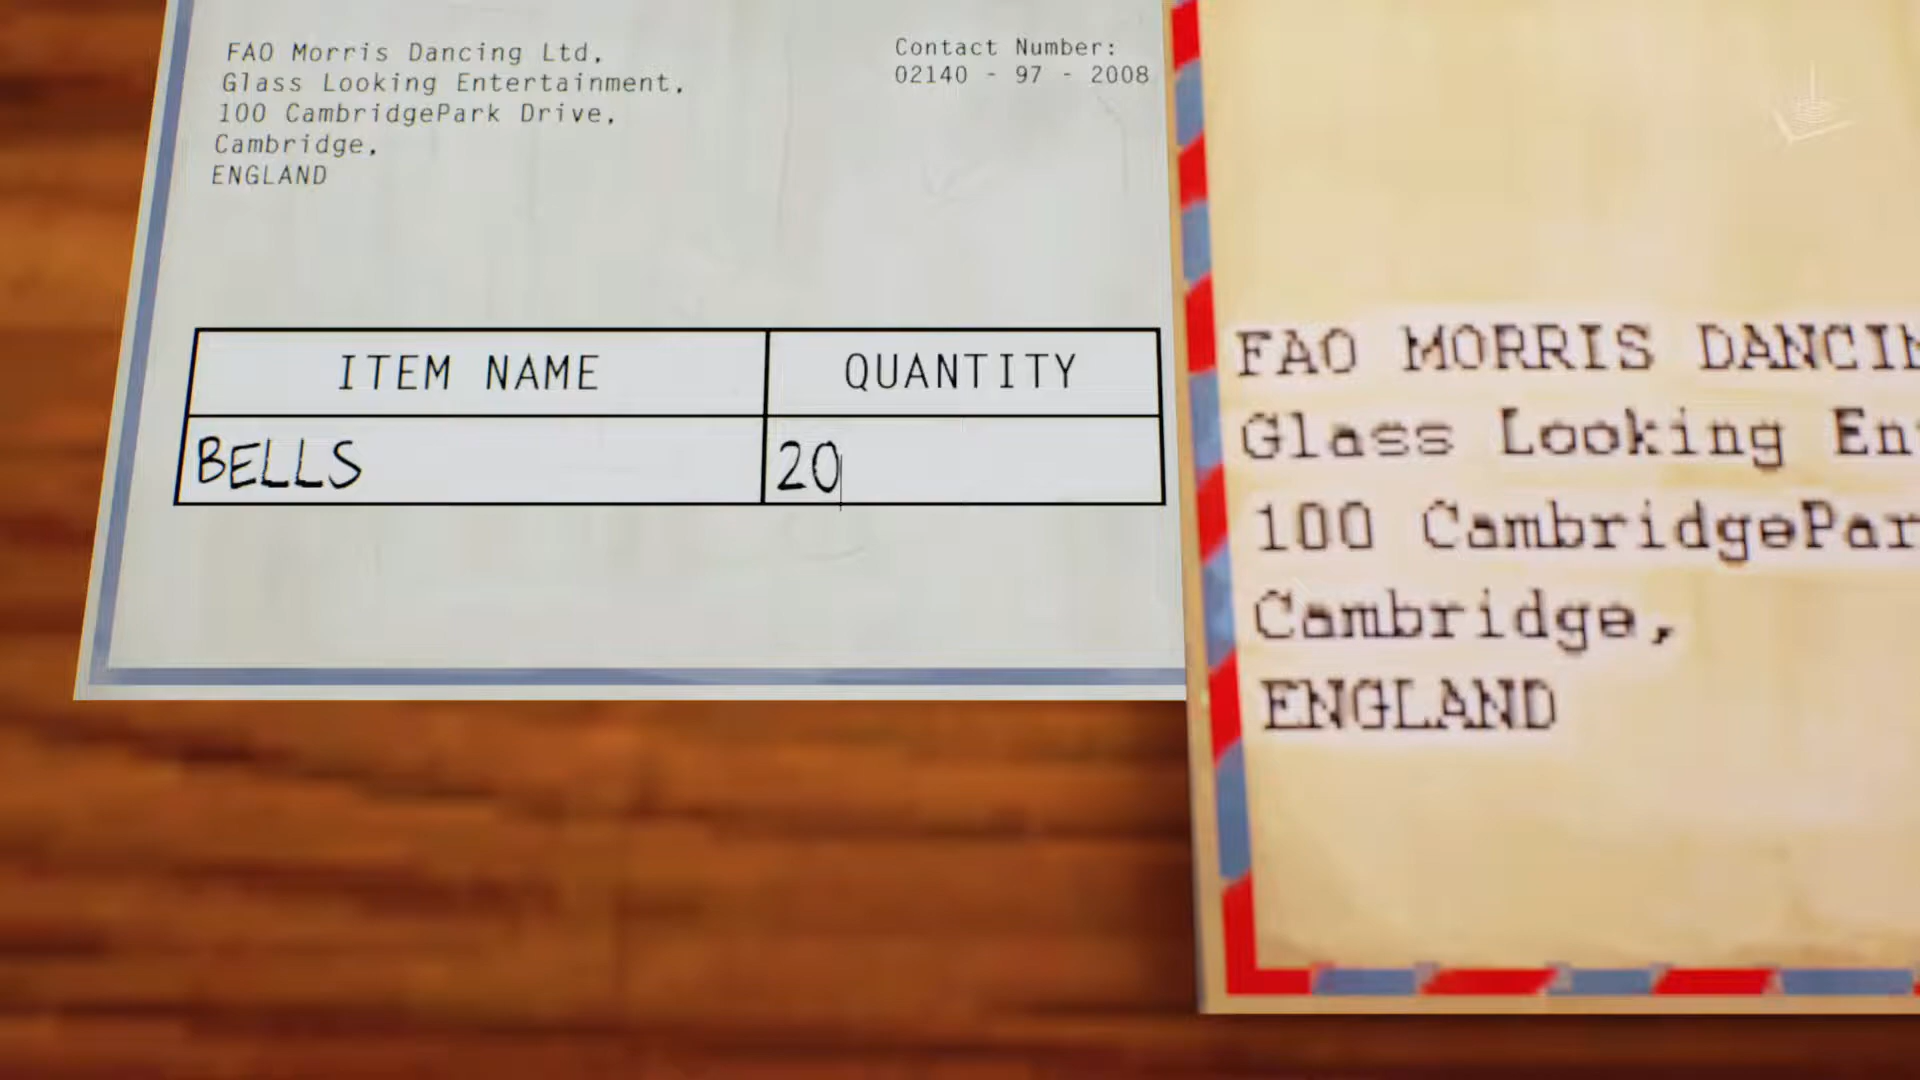 FAO Morris Dancing Ltd,
Glass Looking Entertainment,
100 CambridgePark Drive,
Cambridge,
ENGLAND
Contact Number:
02140 - 97 - 2008
ITEM NAME QUANTITY
BELLS 20
FAO MORRIS
Glass Looking
100
Cambridge,
ENGLAND